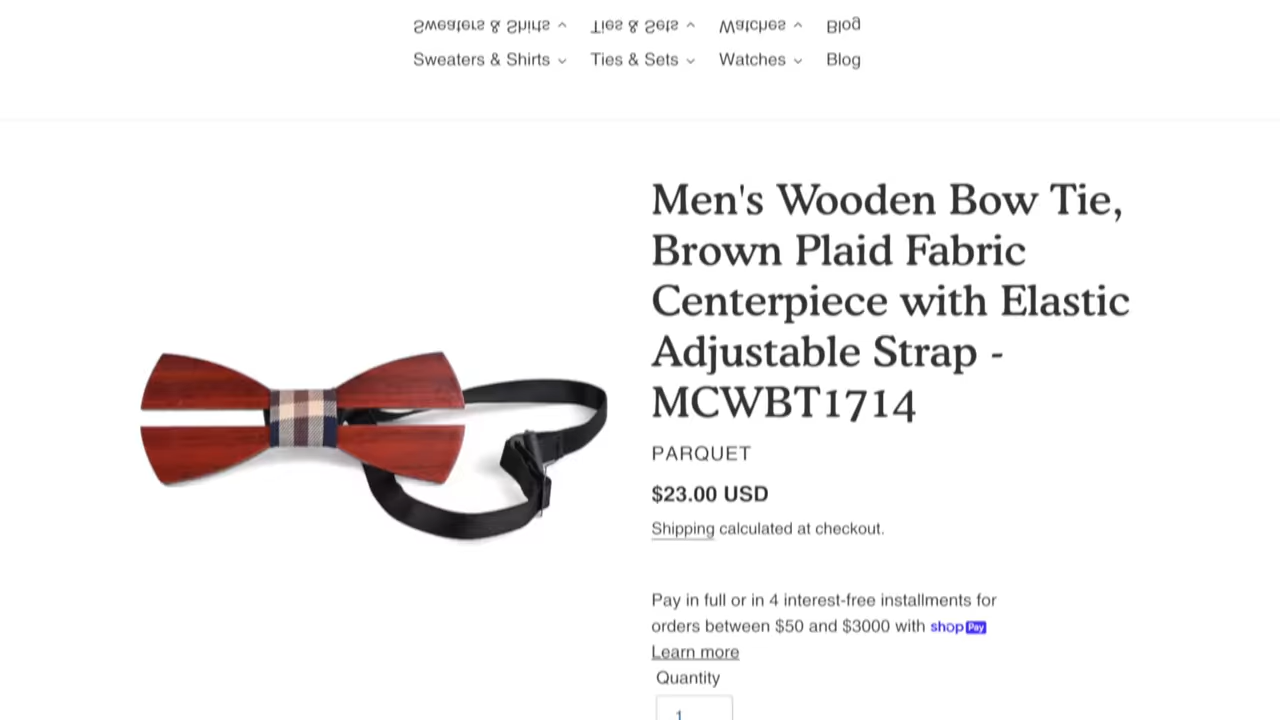 Sweaters & Shirts Ties & Sets Watches Blog
Sweaters & Shirts Ties & Sets Watches Blog
Men's Wooden Bow Tie,
Brown Plaid Fabric
Centerpiece with Elastic
Adjustable Strap -
MCWBT1714
PARQUET
$23.00 USD
Shipping calculated at checkout.
Pay in full or in 4 interest-free installments for
orders between $50 and $3000 with shop Pay
Learn more
Quantity
1